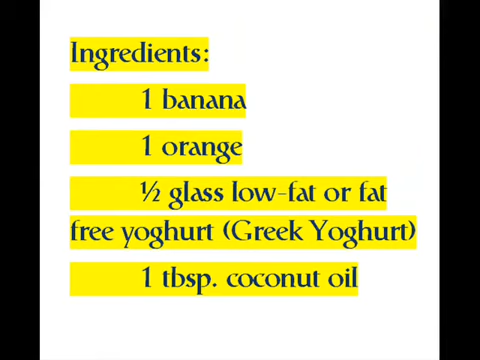 Ingredients:
1 banana
1 orange
½ glass low-fat or fat
free yoghurt (Greek Yoghurt)
1 tbsp. coconut oil